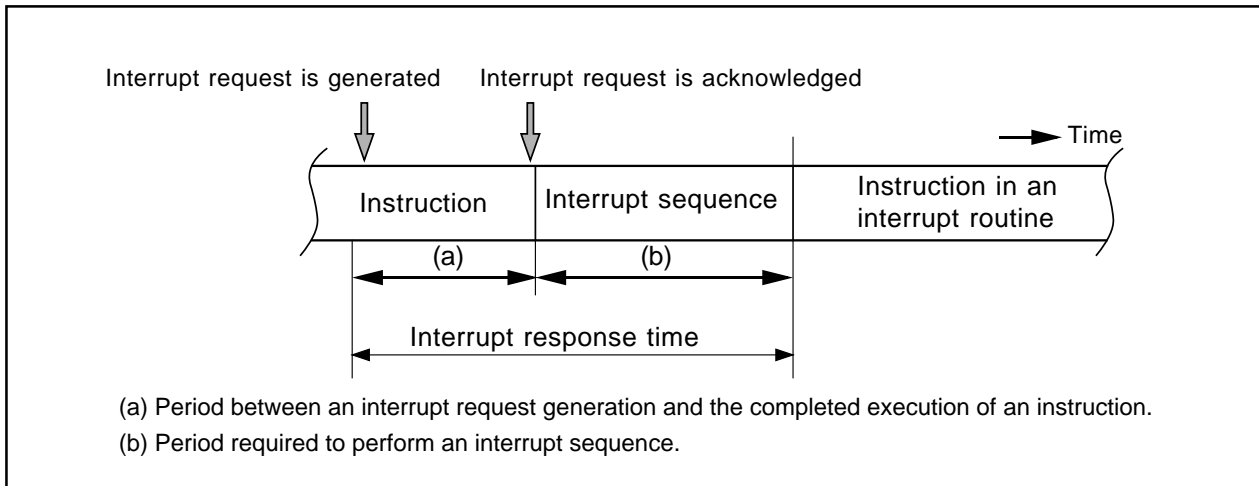 Interrupt request is generated
Interrupt request is acknowledged
Time
Instruction
Interrupt sequence
Instruction in an
interrupt routine
(a)
(b)
Interrupt response time
(a) Period between an interrupt request generation and the completed execution of an instruction.
(b) Period required to perform an interrupt sequence.